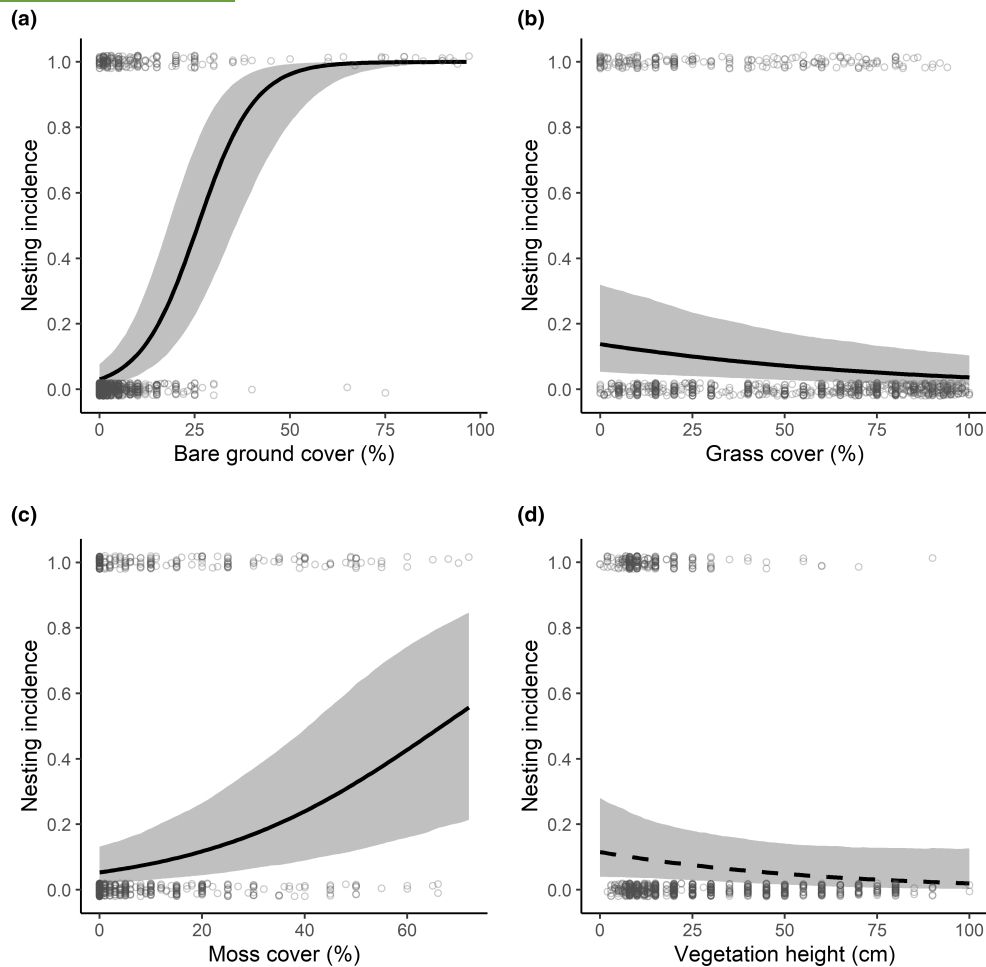 (a)
Nesting incidence
1.0
0.8
0.6
0.4
0.2
0.0
0 25 50 75 100
Bare ground cover (%)
(b)
Nesting incidence
1.0
0.8
0.6
0.4
0.2
0.0
0 25 50 75 100
Grass cover (%)
(c)
Nesting incidence
1.0
0.8
0.6
0.4
0.2
0.0
0 20 40 60
Moss cover (%)
(d)
Nesting incidence
1.0
0.8
0.6
0.4
0.2
0.0
0 25 50 75 100
Vegetation height (cm)